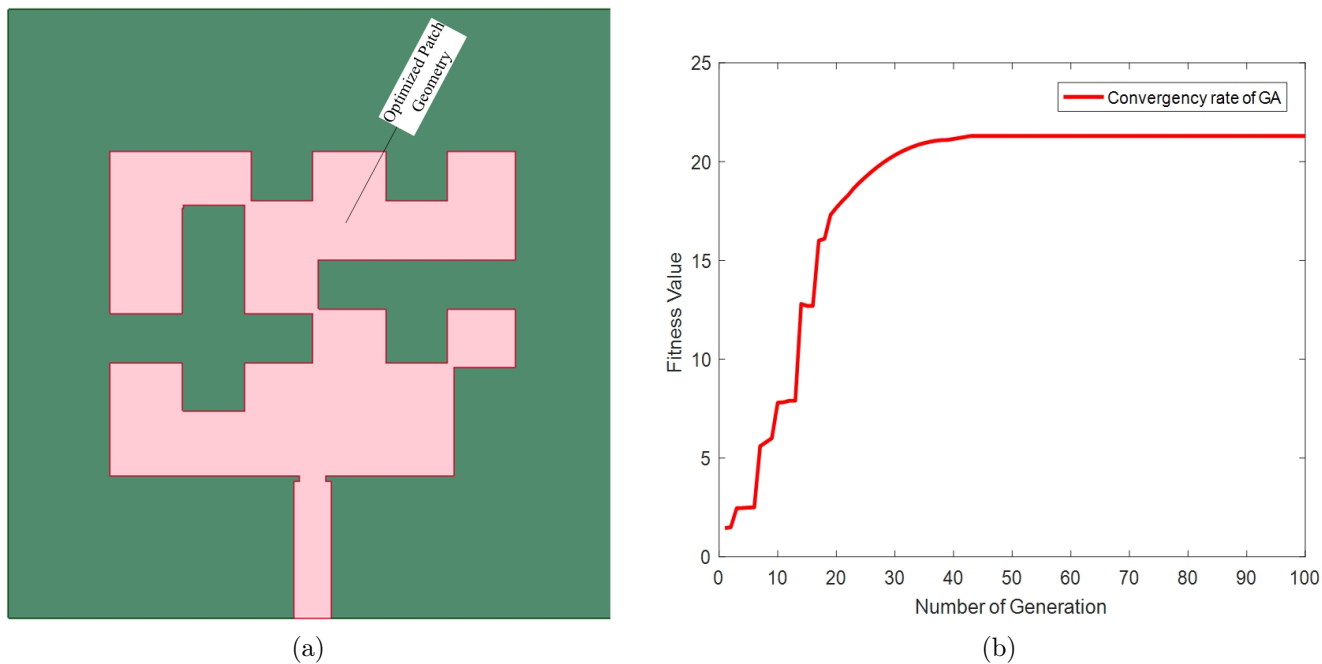 Optimized Patch
Geometry
(a)
Convergency rate of GA
25
20
15
10
5
0
Fitness Value
0 10 20 30 40 50 60 70 80 90 100
Number of Generation
(b)